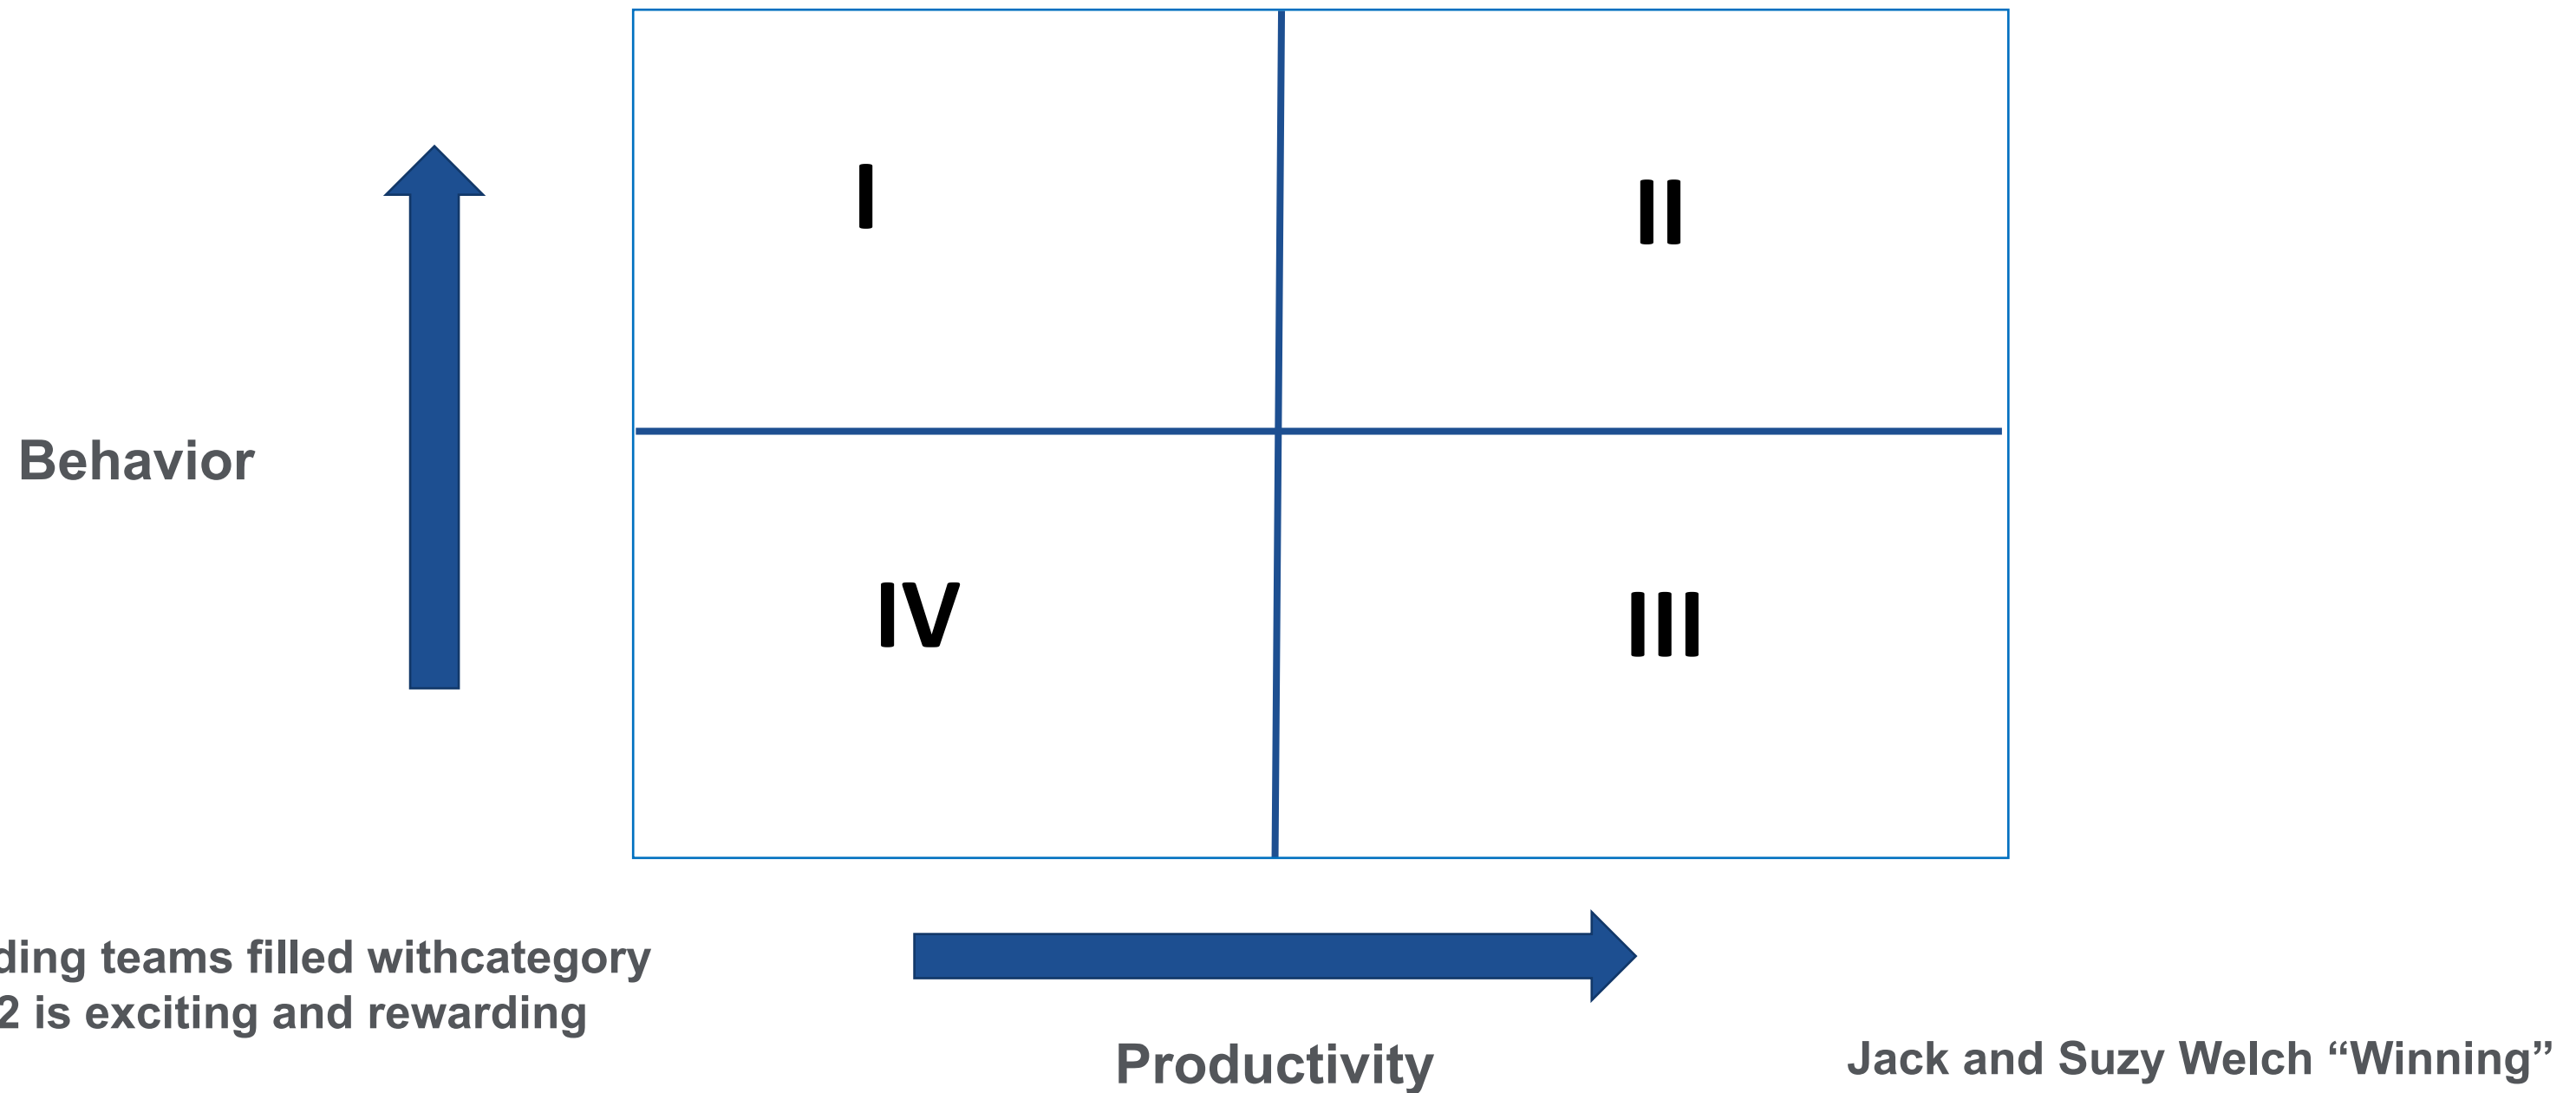 I
II
Behavior
IV
III
ding teams filled withcategory
2 is exciting and rewarding
Productivity
Jack and Suzy Welch “Winning”